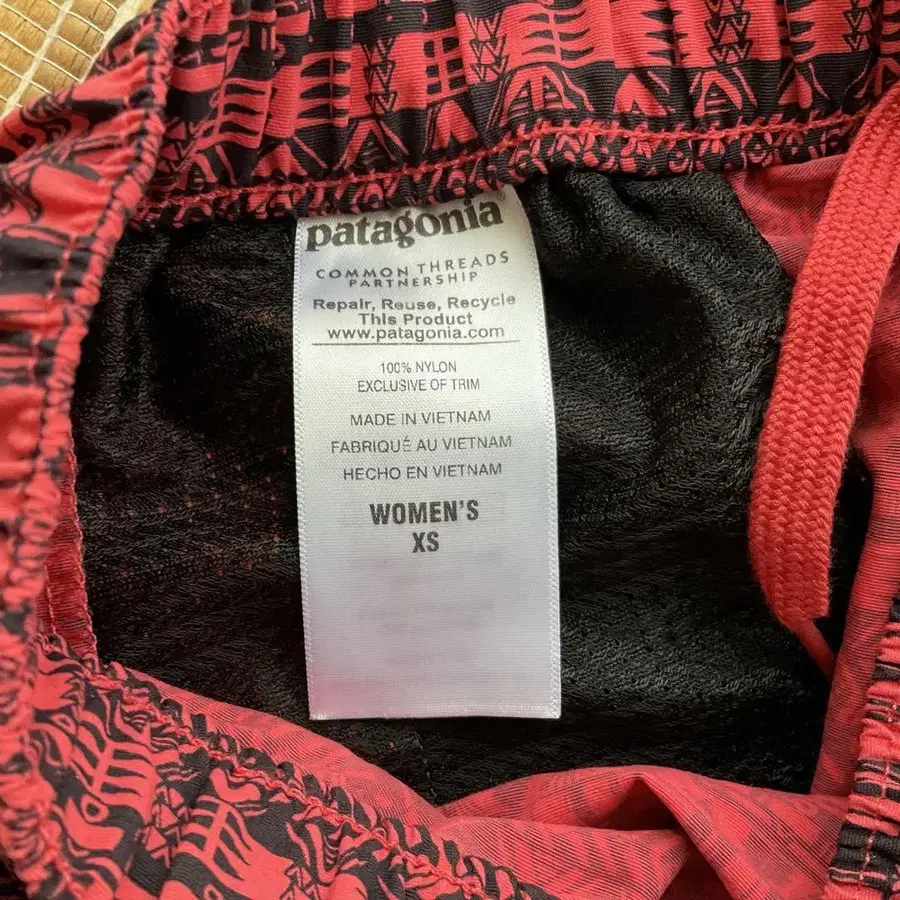 patagonia®
COMMON THREADS
PARTNERSHIP
Repair, Reuse, Recycle
This Product
www.patagonia.com
100% NYLON
EXCLUSIVE OF TRIM
MADE IN VIETNAM
FABRIQUÉ AU VIETNAM
HECHO EN VIETNAM
WOMEN'S
XS